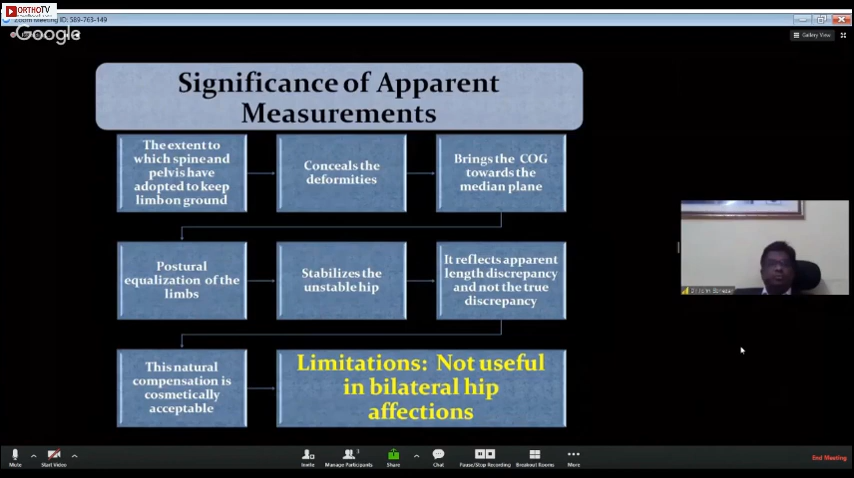 ORTHOTV
Zoom Meeting ID: 589-763-149
Google
Gallery View
Significance of Apparent
Measurements
The extent to
which spine and
pelvis have
adopted to keep
limb on ground
Conceals the
deformities
Brings the COG
towards the
median plane
Postural
equalization of the
limbs
Stabilizes the
unstable hip
It reflects apparent
length discrepancy
and not the true
discrepancy
This natural
compensation is
cosmetically
acceptable
Limitations: Not useful
in bilateral hip
affections
Mute
Start Video
Invite
Manage Participants
3
Share
Chat
Pause/Stop Recording
Breakout Rooms
More
End Meeting